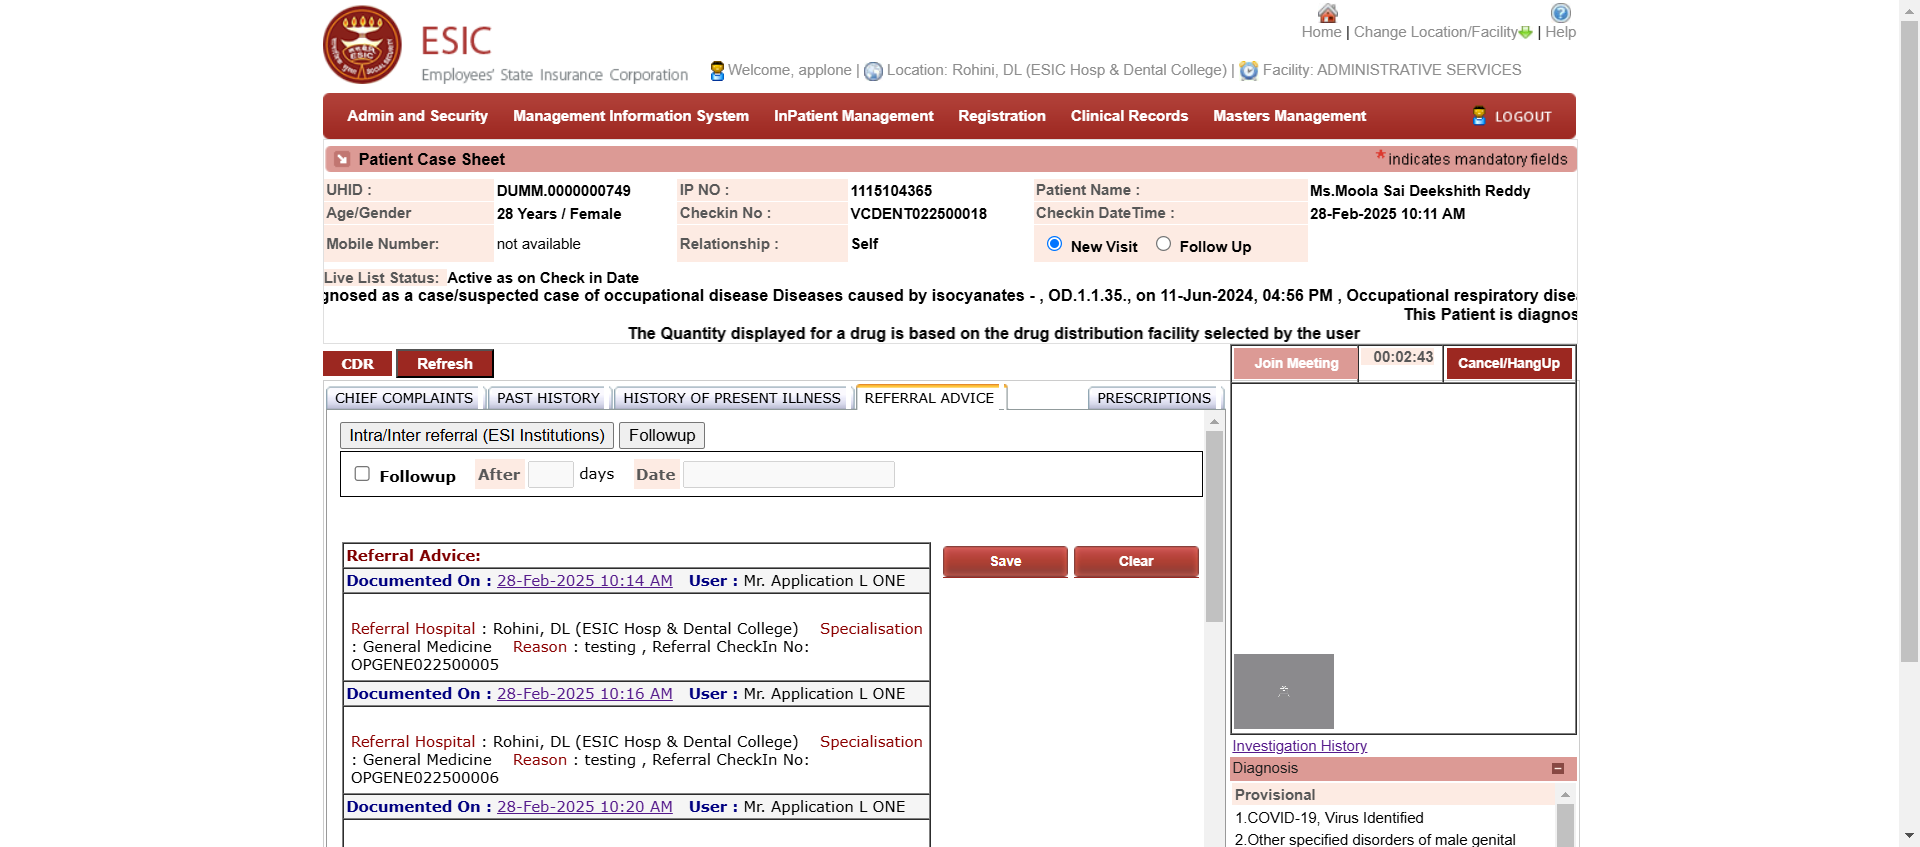 ESIC
Employees' State Insurance Corporation
Home | Change Location/Facility | Help
Welcome, applone | Location: Rohini, DL (ESIC Hosp & Dental College) | Facility: ADMINISTRATIVE SERVICES
Admin and Security Management Information System InPatient Management Registration Clinical Records Masters Management LOGOUT
Patient Case Sheet * indicates mandatory fields
UHID : DUMM.0000000749 IP NO : 1115104365 Patient Name : Ms.Moola Sai Deekshith Reddy
Age/Gender 28 Years / Female Checkin No : VCDENT022500018 Checkin DateTime : 28-Feb-2025 10:11 AM
Mobile Number: not available Relationship : Self New Visit Follow Up
Live List Status: Active as on Check in Date
gnosed as a case/suspected case of occupational disease Diseases caused by isocyanates - , OD.1.1.35., on 11-Jun-2024, 04:56 PM , Occupational respiratory dise
This Patient is diagnos
The Quantity displayed for a drug is based on the drug distribution facility selected by the user
CDR Refresh Join Meeting 00:02:43 Cancel/HangUp
CHIEF COMPLAINTS PAST HISTORY HISTORY OF PRESENT ILLNESS REFERRAL ADVICE PRESCRIPTIONS
Intra/Inter referral (ESI Institutions) Followup
Followup After days Date
Referral Advice: Save Clear
Documented On : 28-Feb-2025 10:14 AM User : Mr. Application L ONE
Referral Hospital : Rohini, DL (ESIC Hosp & Dental College) Specialisation
: General Medicine Reason : testing , Referral CheckIn No:
OPGENE022500005
Documented On : 28-Feb-2025 10:16 AM User : Mr. Application L ONE
Referral Hospital : Rohini, DL (ESIC Hosp & Dental College) Specialisation
: General Medicine Reason : testing , Referral CheckIn No:
OPGENE022500006
Documented On : 28-Feb-2025 10:20 AM User : Mr. Application L ONE
Investigation History
Diagnosis
Provisional
1.COVID-19, Virus Identified
2.Other specified disorders of male genital